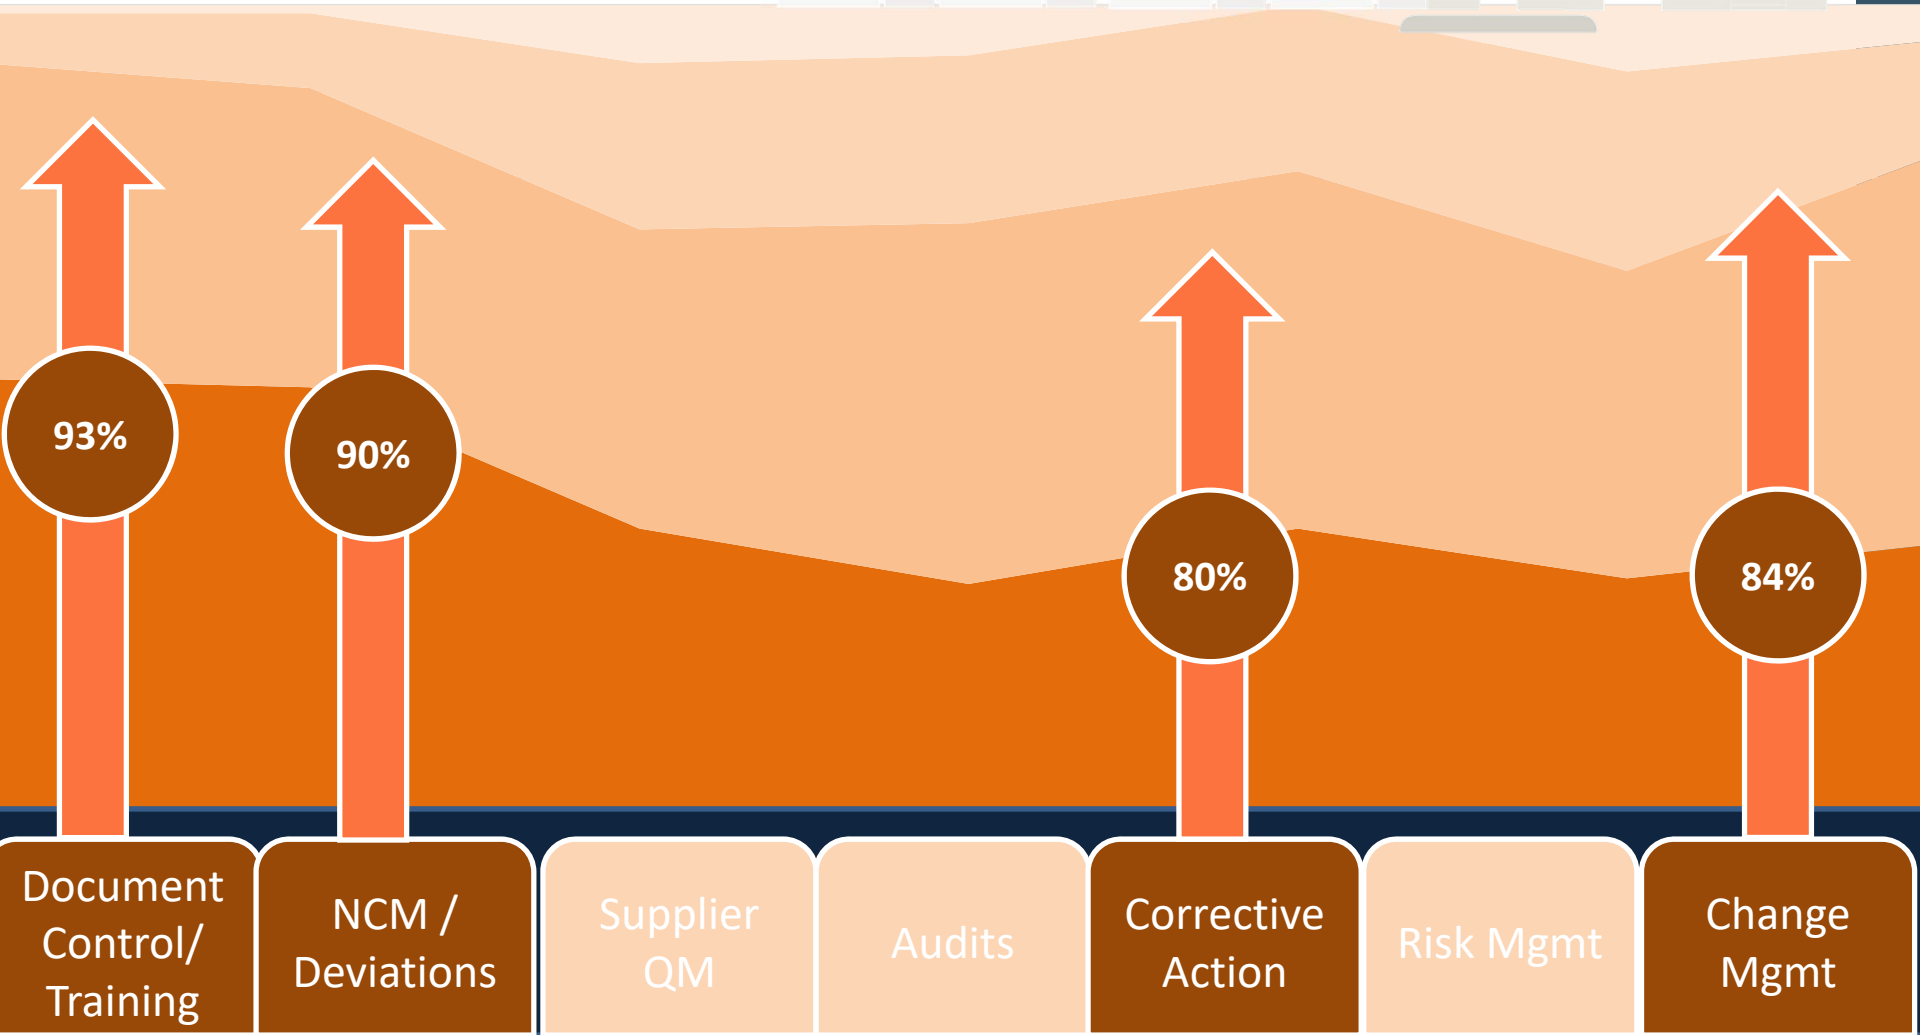 93%
90%
80%
84%
Document
Control/
Training
NCM /
Deviations
Supplier
QM
Audits
Corrective
Action
Risk Mgmt
Change
Mgmt